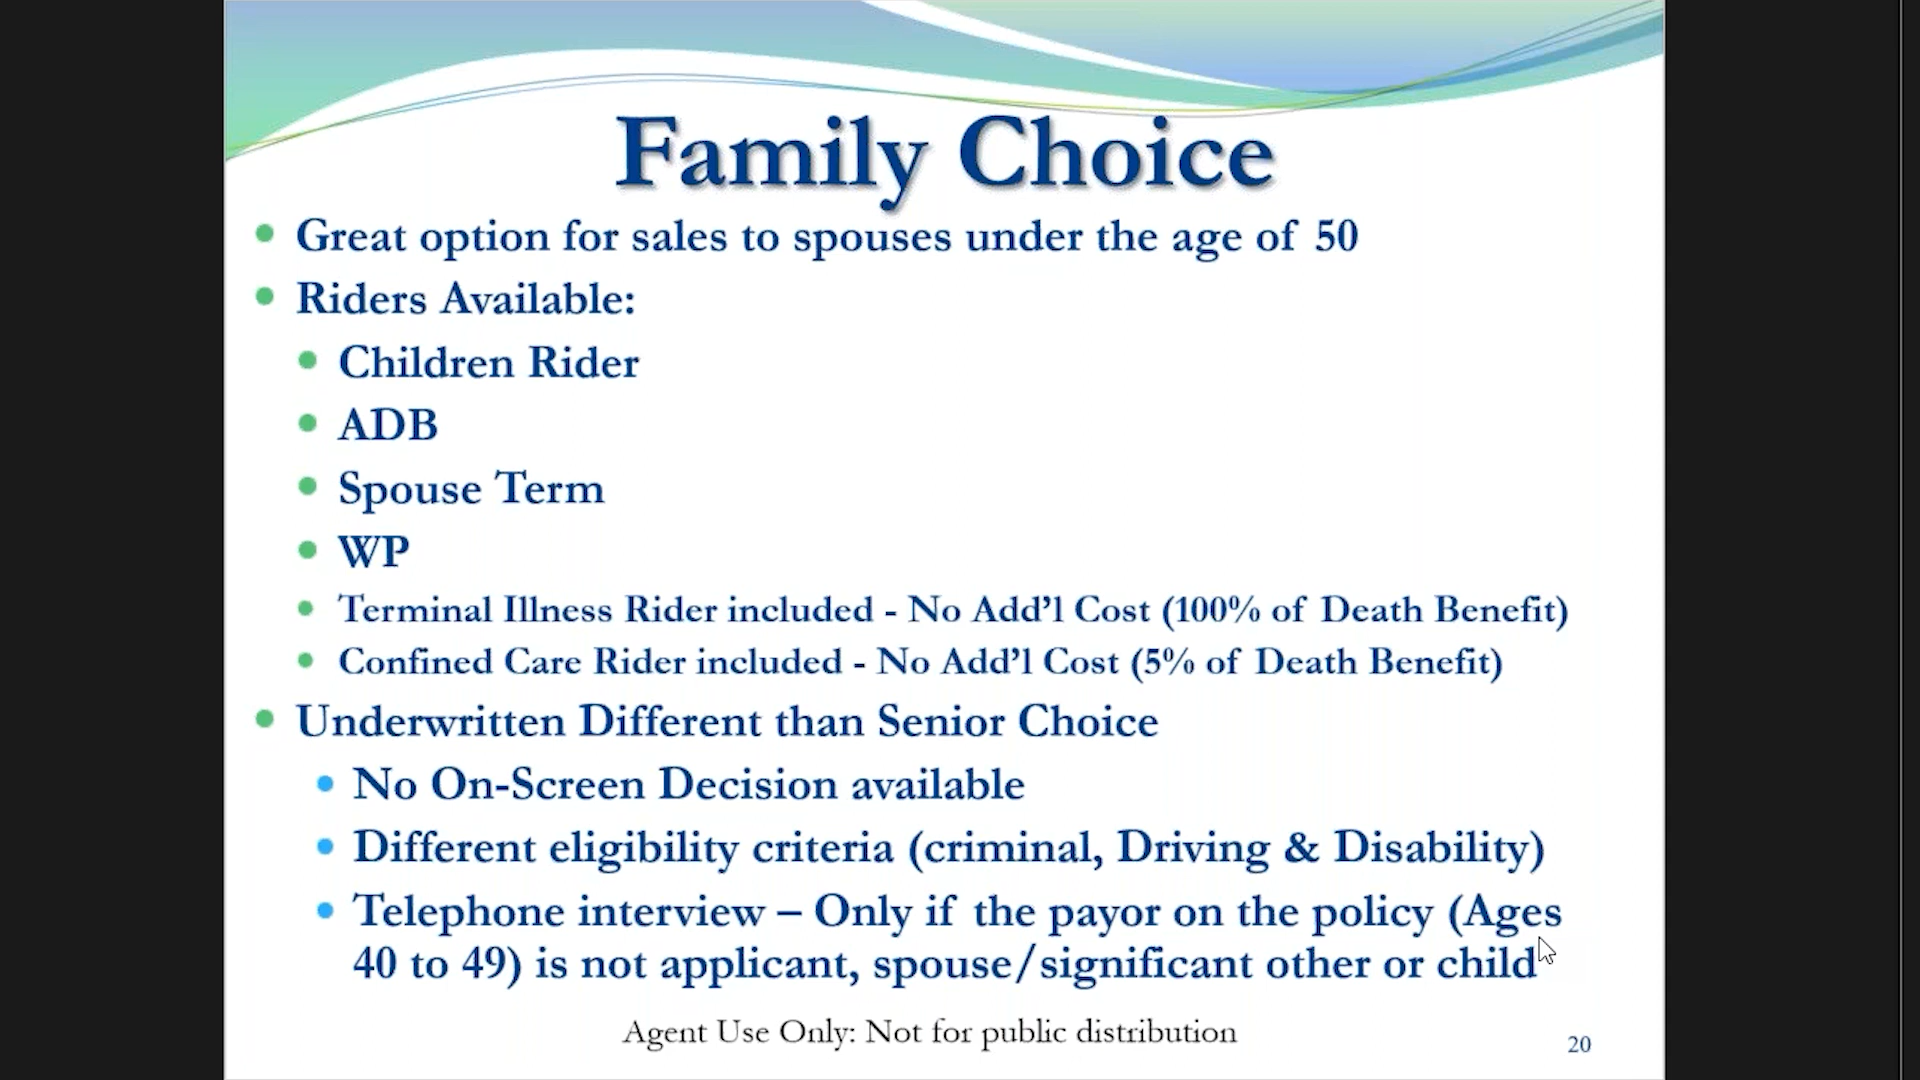 Family Choice
Great option for sales to spouses under the age of 50
Riders Available:
Children Rider
ADB
Spouse Term
WP
Terminal Illness Rider included - No Add’l Cost (100% of Death Benefit)
Confined Care Rider included - No Add’l Cost (5% of Death Benefit)
Underwritten Different than Senior Choice
No On-Screen Decision available
Different eligibility criteria (criminal, Driving & Disability)
Telephone interview – Only if the payor on the policy (Ages
40 to 49) is not applicant, spouse/significant other or child
Agent Use Only: Not for public distribution
20